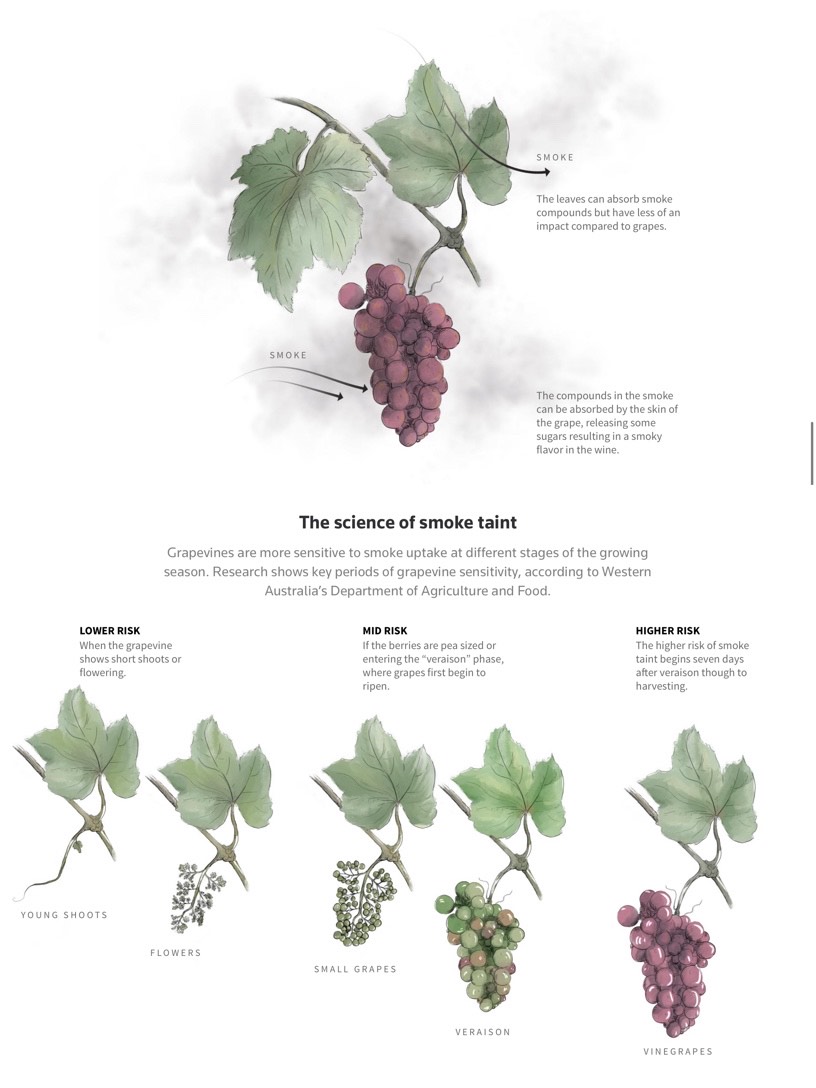 SMOKE
The leaves can absorb smoke
compounds but have less of an
impact compared to grapes.
SMOKE
The compounds in the smoke
can be absorbed by the skin of
the grape, releasing some
sugars resulting in a smoky
flavor in the wine.
The science of smoke taint
Grapevines are more sensitive to smoke uptake at different stages of the growing
season. Research shows key periods of grapevine sensitivity, according to Western
Australia’s Department of Agriculture and Food.
LOWER RISK
When the grapevine
shows short shoots or
flowering.
MID RISK
If the berries are pea sized or
entering the “veraison” phase,
where grapes first begin to
ripen.
HIGHER RISK
The higher risk of smoke
taint begins seven days
after veraison though to
harvesting.
YOUNG SHOOTS
FLOWERS
SMALL GRAPES
VERAISON
VINEGRAPES